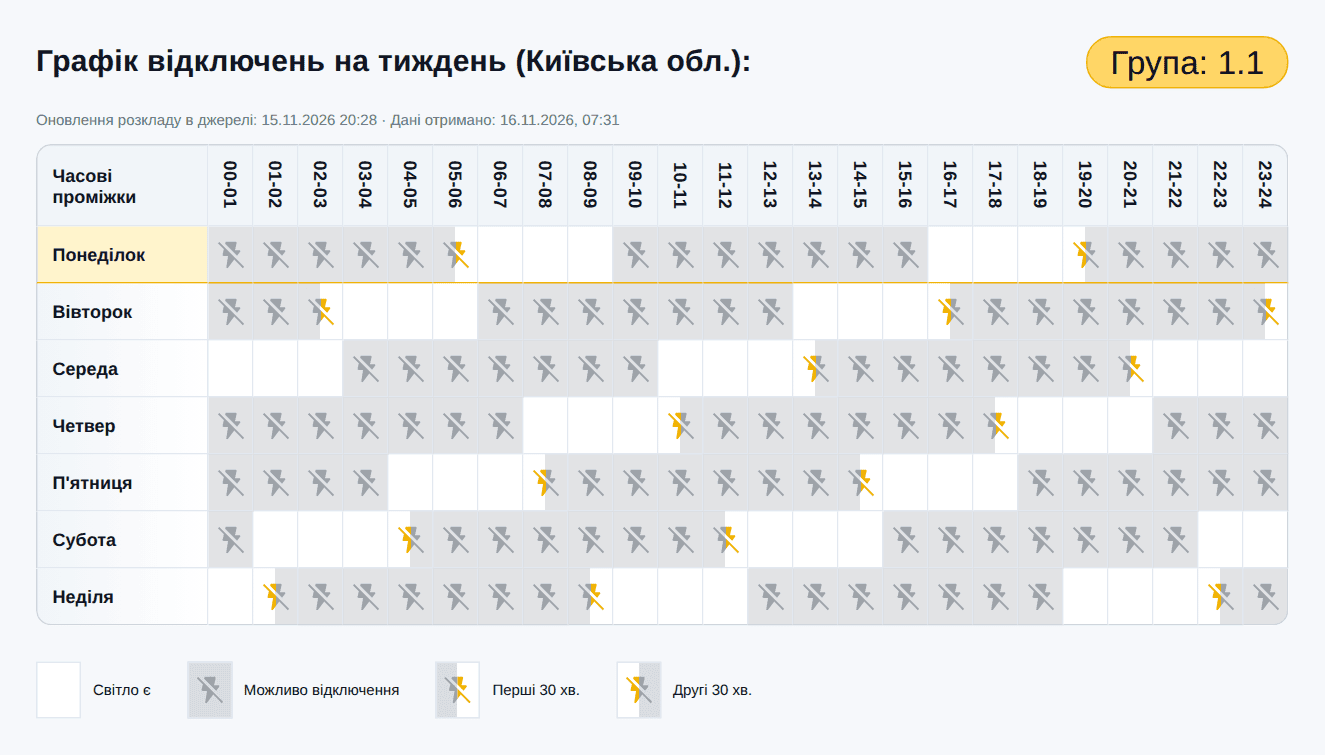 Графік відключень на тиждень (Київська обл.):
Група: 1.1
Оновлення розкладу в джерелі: 15.11.2026 20:28 · Дані отримано: 16.11.2026, 07:31
Часові
проміжки
00-01
01-02
02-03
03-04
04-05
05-06
06-07
07-08
08-09
09-10
10-11
11-12
12-13
13-14
14-15
15-16
16-17
17-18
18-19
19-20
20-21
21-22
22-23
23-24
Понеділок
Вівторок
Середа
Четвер
П'ятниця
Субота
Неділя
Світло є
Можливо відключення
Перші 30 хв.
Другі 30 хв.